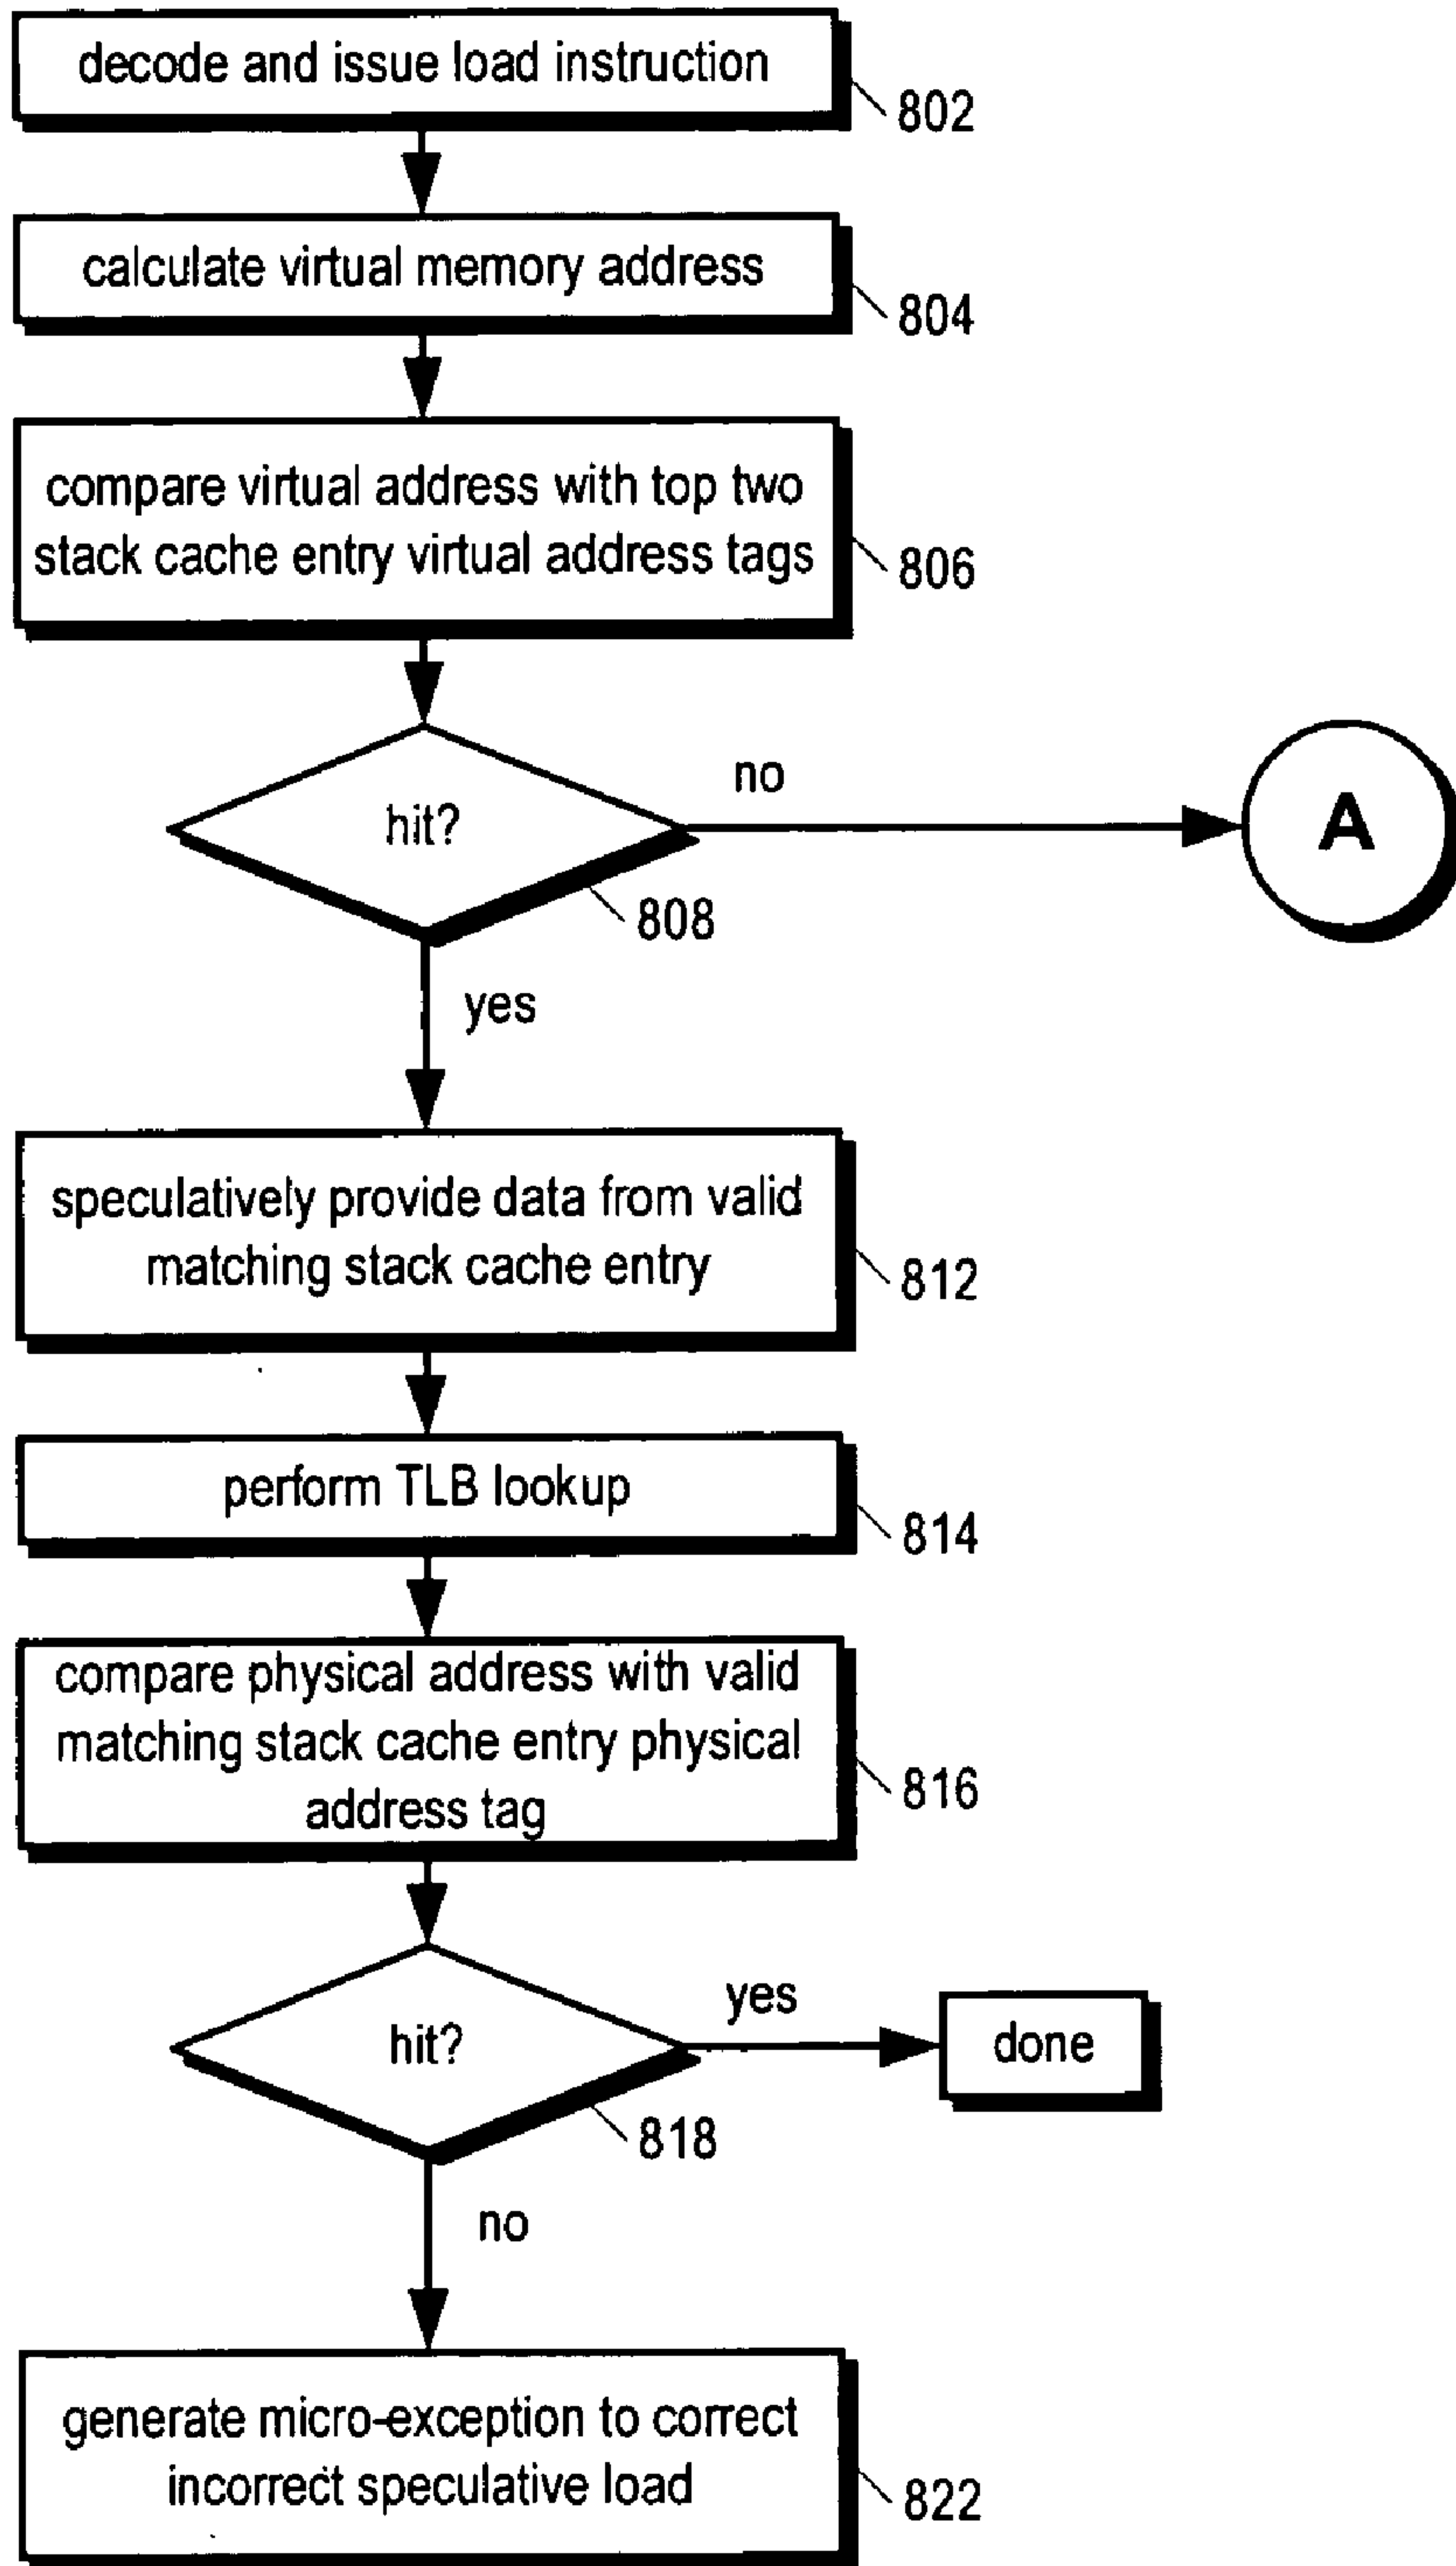 decode and issue load instruction
802
calculate virtual memory address
804
compare virtual address with top two
stack cache entry virtual address tags
806
hit?
no
A
808
yes
speculatively provide data from valid
matching stack cache entry
812
perform TLB lookup
814
compare physical address with valid
matching stack cache entry physical
address tag
816
hit?
yes
done
818
no
generate micro-exception to correct
incorrect speculative load
822